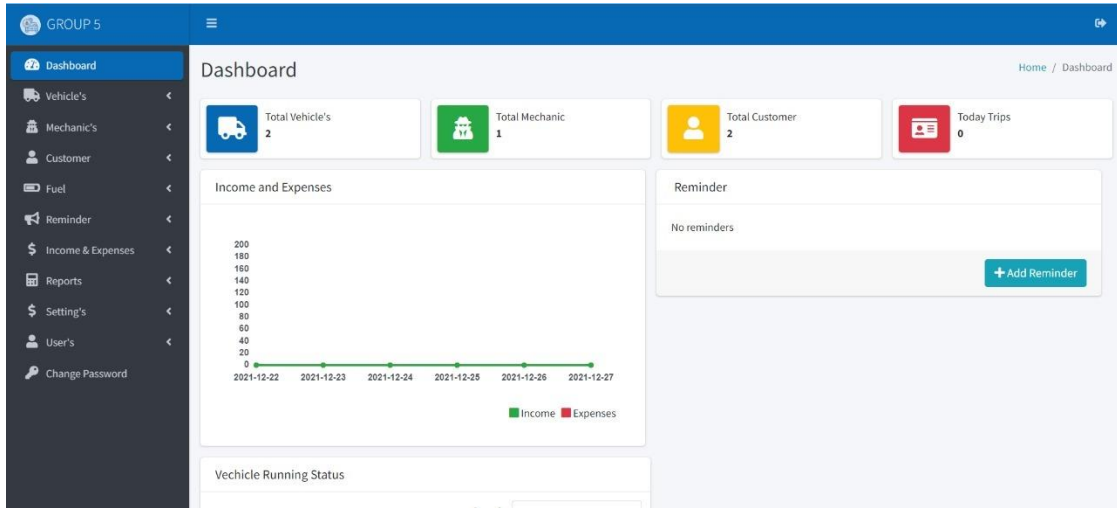 GROUP 5
Dashboard
Vehicle's
Mechanic's
Customer
Fuel
Reminder
Income & Expenses
Reports
Setting's
User's
Change Password
Dashboard
Home / Dashboard
Total Vehicle's
2
Total Mechanic
1
Total Customer
2
Today Trips
0
Income and Expenses
200
180
160
140
120
100
80
60
40
20
0
2021-12-22 2021-12-23 2021-12-24 2021-12-25 2021-12-26 2021-12-27
Income Expenses
Reminder
No reminders
Add Reminder
Vechicle Running Status